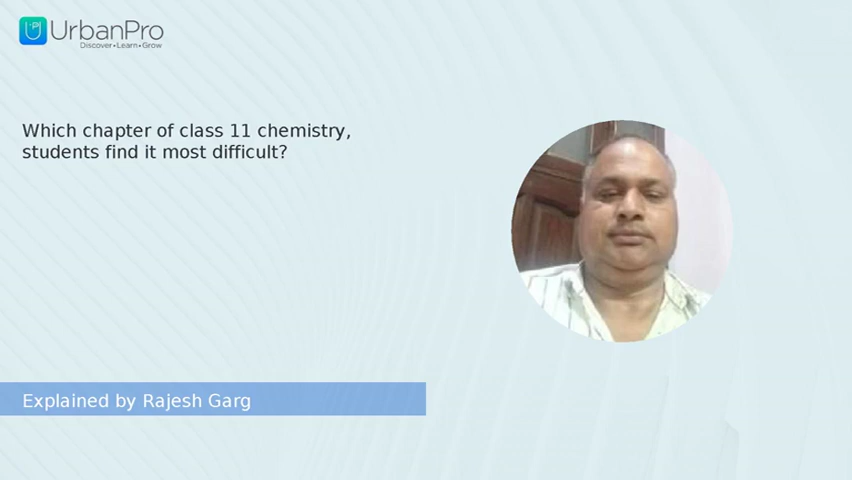 UrbanPro
Discover•Learn•Grow
Which chapter of class 11 chemistry,
students find it most difficult?
Explained by Rajesh Garg